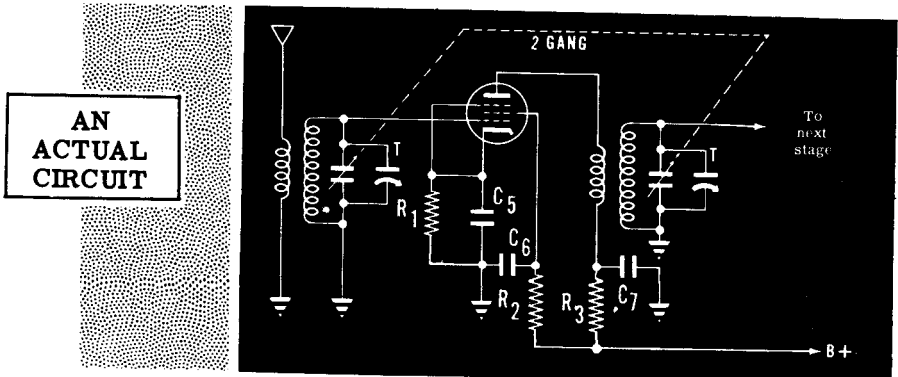 AN
ACTUAL
CIRCUIT
2 GANG
To
next
stage
T
T
R1
C5
C6
R2
R3
C7
B+